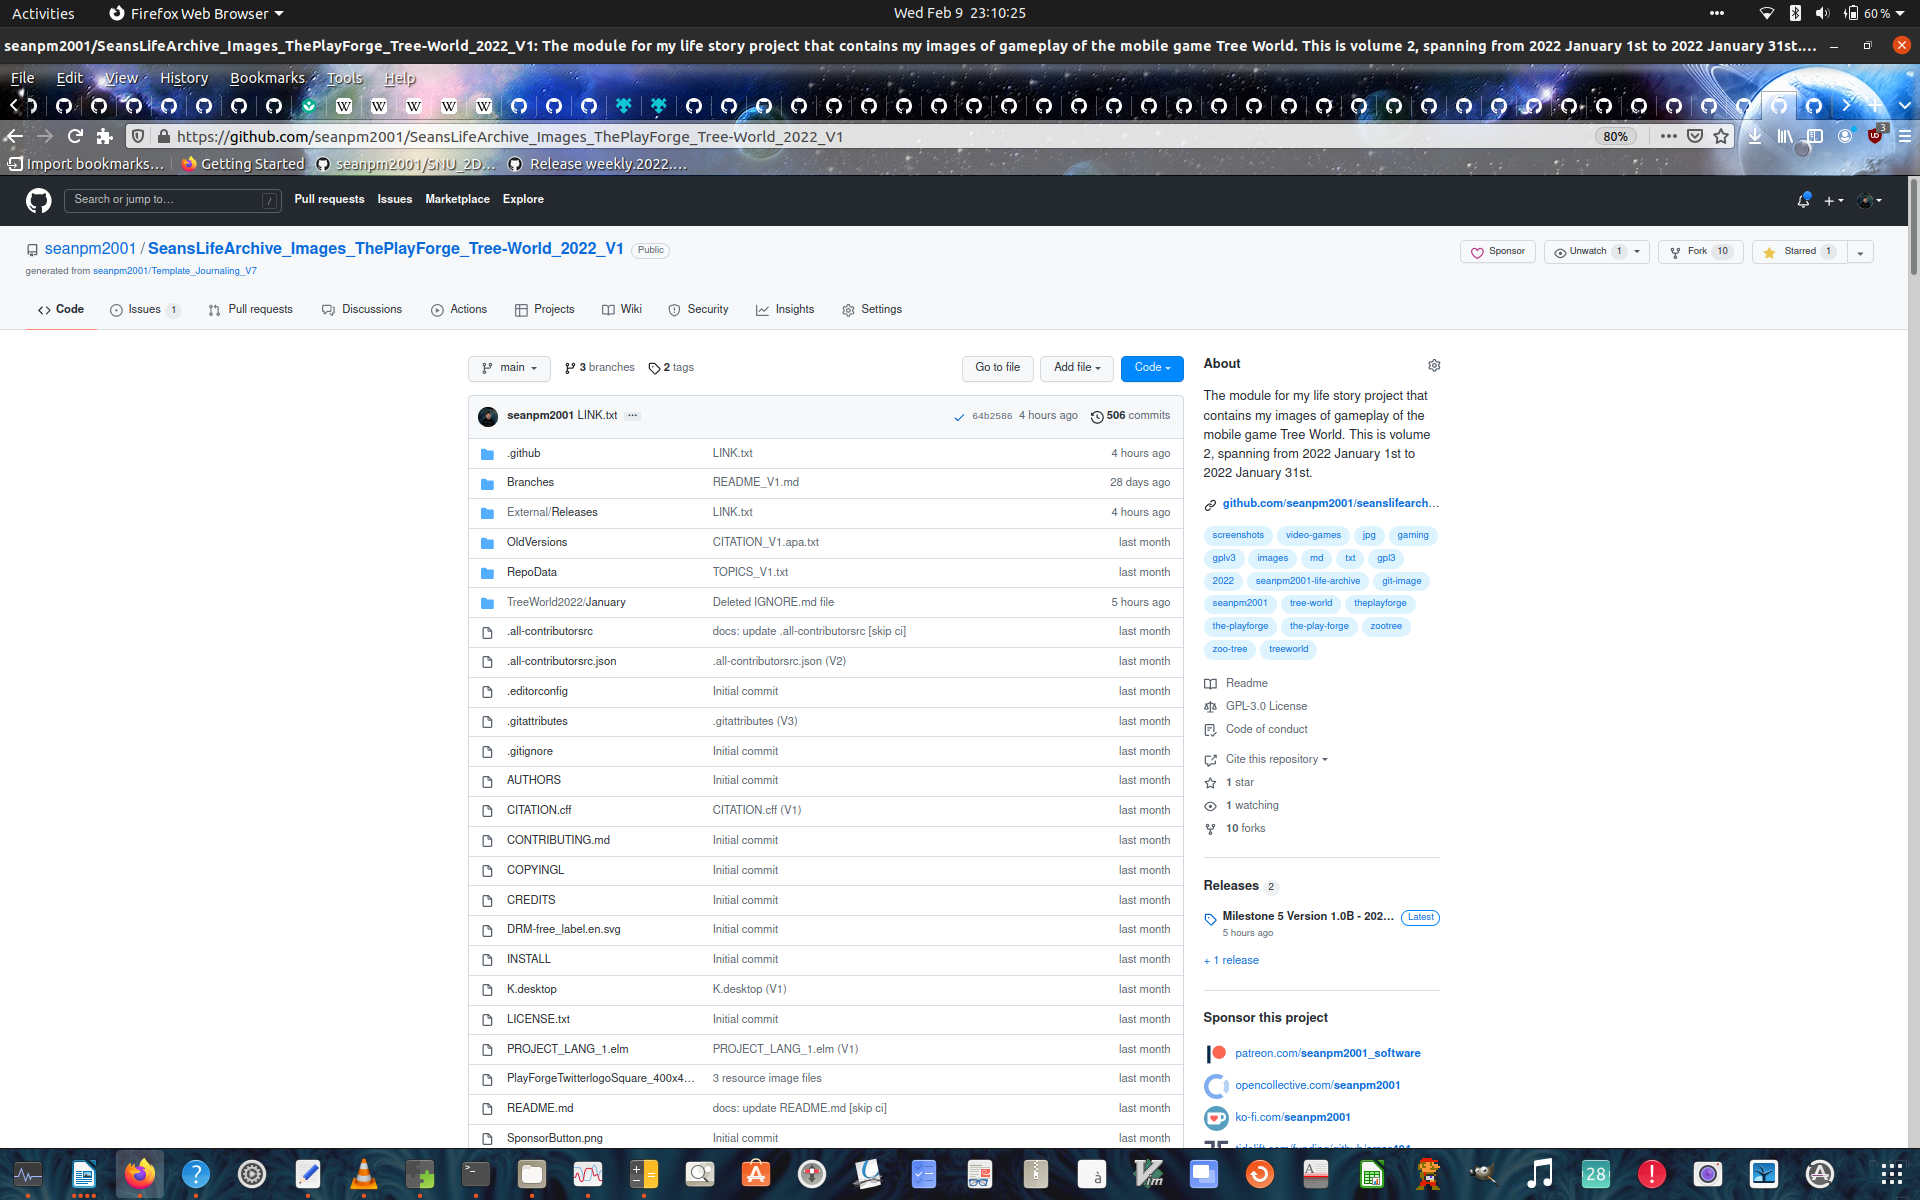 Activities Firefox Web Browser Wed Feb 9 23:10:25 60 %
seanpm2001/SeansLifeArchive_Images_ThePlayForge_Tree-World_2022_V1: The module for my life story project that contains my images of gameplay of the mobile game Tree World. This is volume 2, spanning from 2022 January 1st to 2022 January 31st....
File Edit View History Bookmarks Tools Help
https://github.com/seanpm2001/SeansLifeArchive_Images_ThePlayForge_Tree-World_2022_V1 80% 3
Import bookmarks... Getting Started seanpm2001/SNU_2D... Release weekly.2022....
Search or jump to... / Pull requests Issues Marketplace Explore
seanpm2001 / SeansLifeArchive_Images_ThePlayForge_Tree-World_2022_V1 Public
Sponsor Unwatch 1 Fork 10 Starred 1
generated from seanpm2001/Template_Journaling_V7
Code Issues 1 Pull requests Discussions Actions Projects Wiki Security Insights Settings
main 3 branches 2 tags Go to file Add file Code
seanpm2001 LINK.txt ... 64b2586 4 hours ago 506 commits
.github LINK.txt 4 hours ago
Branches README_V1.md 28 days ago
External/Releases LINK.txt 4 hours ago
OldVersions CITATION_V1.apa.txt last month
RepoData TOPICS_V1.txt last month
TreeWorld2022/January Deleted IGNORE.md file 5 hours ago
.all-contributorsrc docs: update .all-contributorsrc [skip ci] last month
.all-contributorsrc.json .all-contributorsrc.json (V2) last month
.editorconfig Initial commit last month
.gitattributes .gitattributes (V3) last month
.gitignore Initial commit last month
AUTHORS Initial commit last month
CITATION.cff CITATION.cff (V1) last month
CONTRIBUTING.md Initial commit last month
COPYINGL Initial commit last month
CREDITS Initial commit last month
DRM-free_label.en.svg Initial commit last month
INSTALL Initial commit last month
K.desktop K.desktop (V1) last month
LICENSE.txt Initial commit last month
PROJECT_LANG_1.elm PROJECT_LANG_1.elm (V1) last month
PlayForgeTwitterlogoSquare_400x4... 3 resource image files last month
README.md docs: update README.md [skip ci] last month
SponsorButton.png Initial commit last month
About
The module for my life story project that
contains my images of gameplay of the
mobile game Tree World. This is volume
2, spanning from 2022 January 1st to
2022 January 31st.
github.com/seanpm2001/seanslifearch...
screenshots video-games jpg gaming
gplv3 images md txt gpl3
2022 seanpm2001-life-archive git-image
seanpm2001 tree-world theplayforge
the-playforge the-play-forge zootree
zoo-tree treeworld
Readme
GPL-3.0 License
Code of conduct
Cite this repository
1 star
1 watching
10 forks
Releases 2
Milestone 5 Version 1.0B - 202... Latest
5 hours ago
+ 1 release
Sponsor this project
patreon.com/seanpm2001_software
opencollective.com/seanpm2001
ko-fi.com/seanpm2001
28